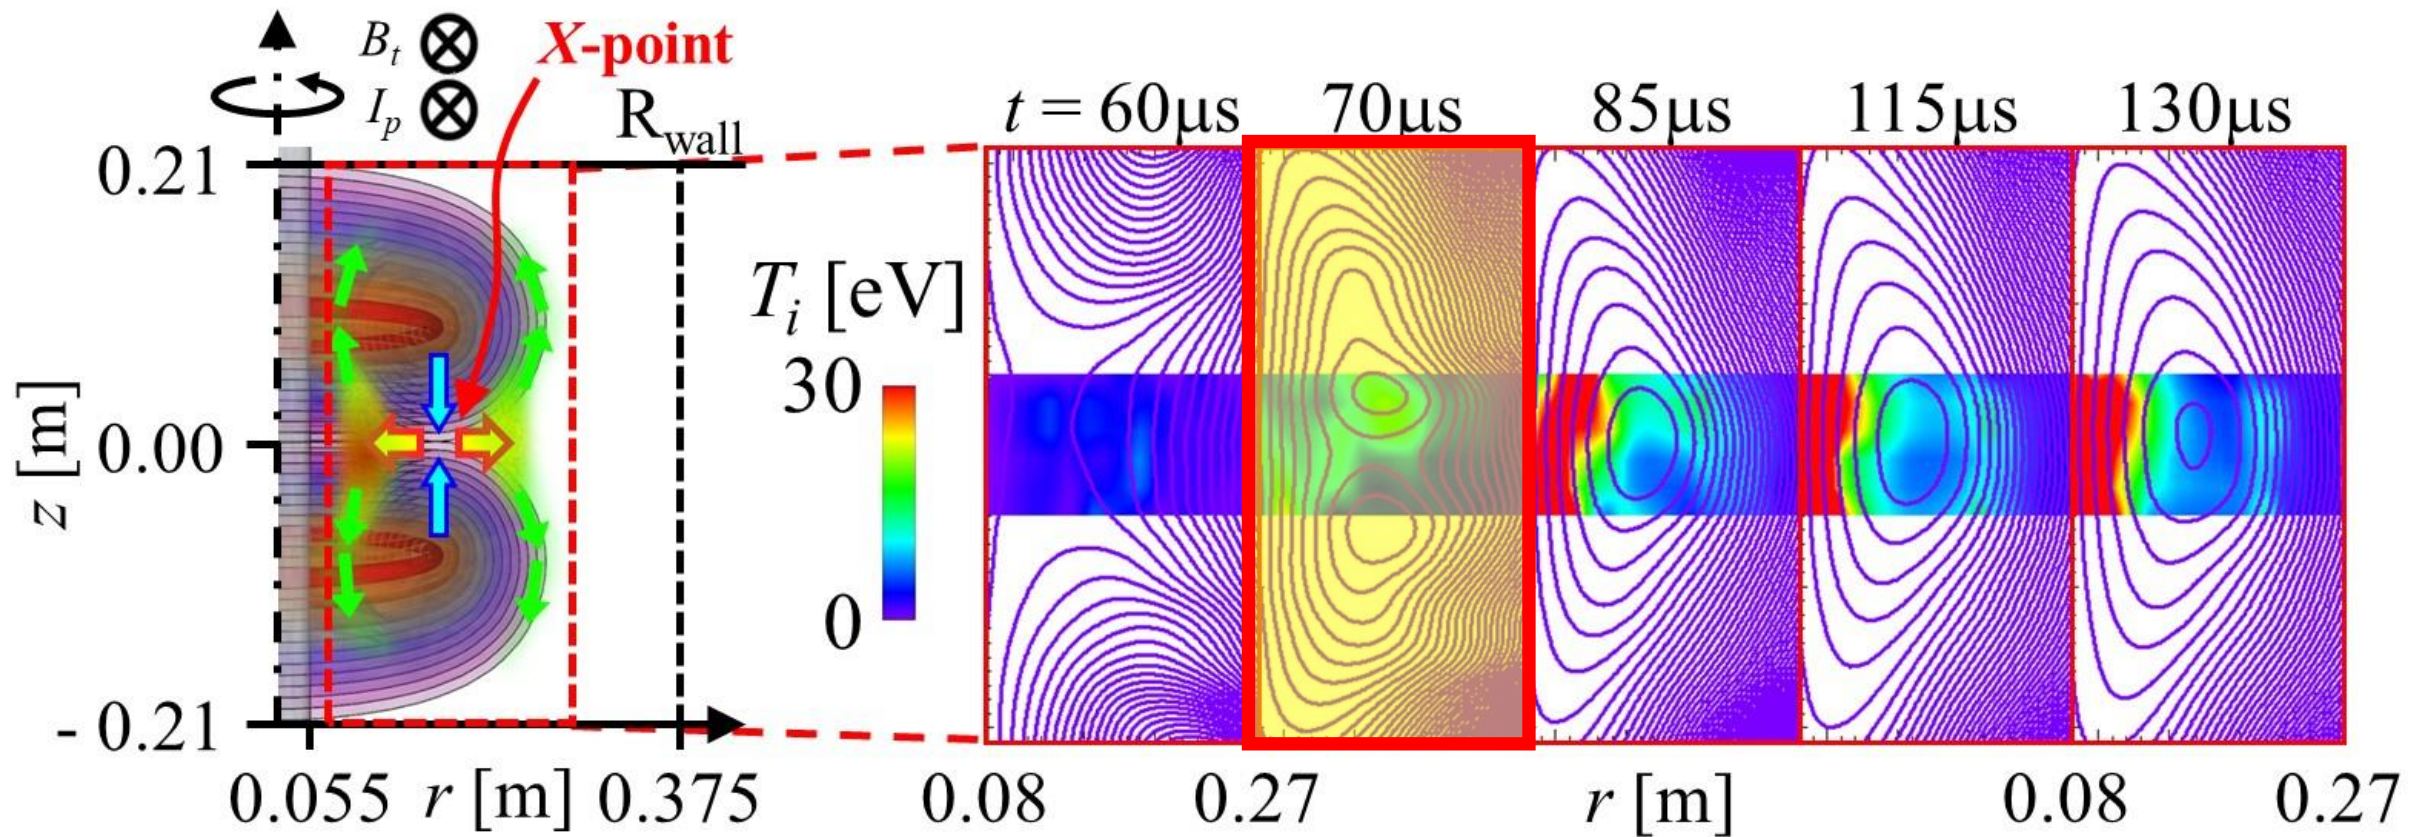 B_t ⊗
I_p ⊗
X-point
R_wall
0.21
0.00
- 0.21
z [m]
0.055
r [m]
0.375
T_i [eV]
30
0
t = 60μs
70μs
85μs
115μs
130μs
0.08
0.27
r [m]
0.08
0.27